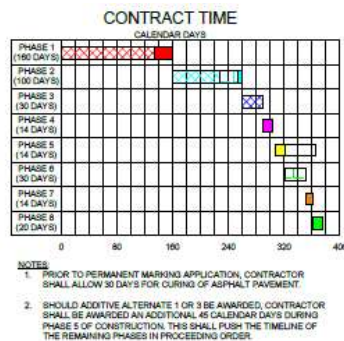 CONTRACT TIME
CALENDAR DAYS
PHASE 1
(160 DAYS)
PHASE 2
(100 DAYS)
PHASE 3
(30 DAYS)
PHASE 4
(14 DAYS)
PHASE 5
(14 DAYS)
PHASE 6
(30 DAYS)
PHASE 7
(14 DAYS)
PHASE 8
(20 DAYS)
0 80 160 240 320 400
NOTES:
1. PRIOR TO PERMANENT MARKING APPLICATION, CONTRACTOR
SHALL ALLOW 30 DAYS FOR CURING OF ASPHALT PAVEMENT.
2. SHOULD ADDITIVE ALTERNATE 1 OR 3 BE AWARDED, CONTRACTOR
SHALL BE AWARDED AN ADDITIONAL 45 CALENDAR DAYS DURING
PHASE 5 OF CONSTRUCTION. THIS SHALL PUSH THE TIMELINE OF
THE REMAINING PHASES IN PROCEEDING ORDER.